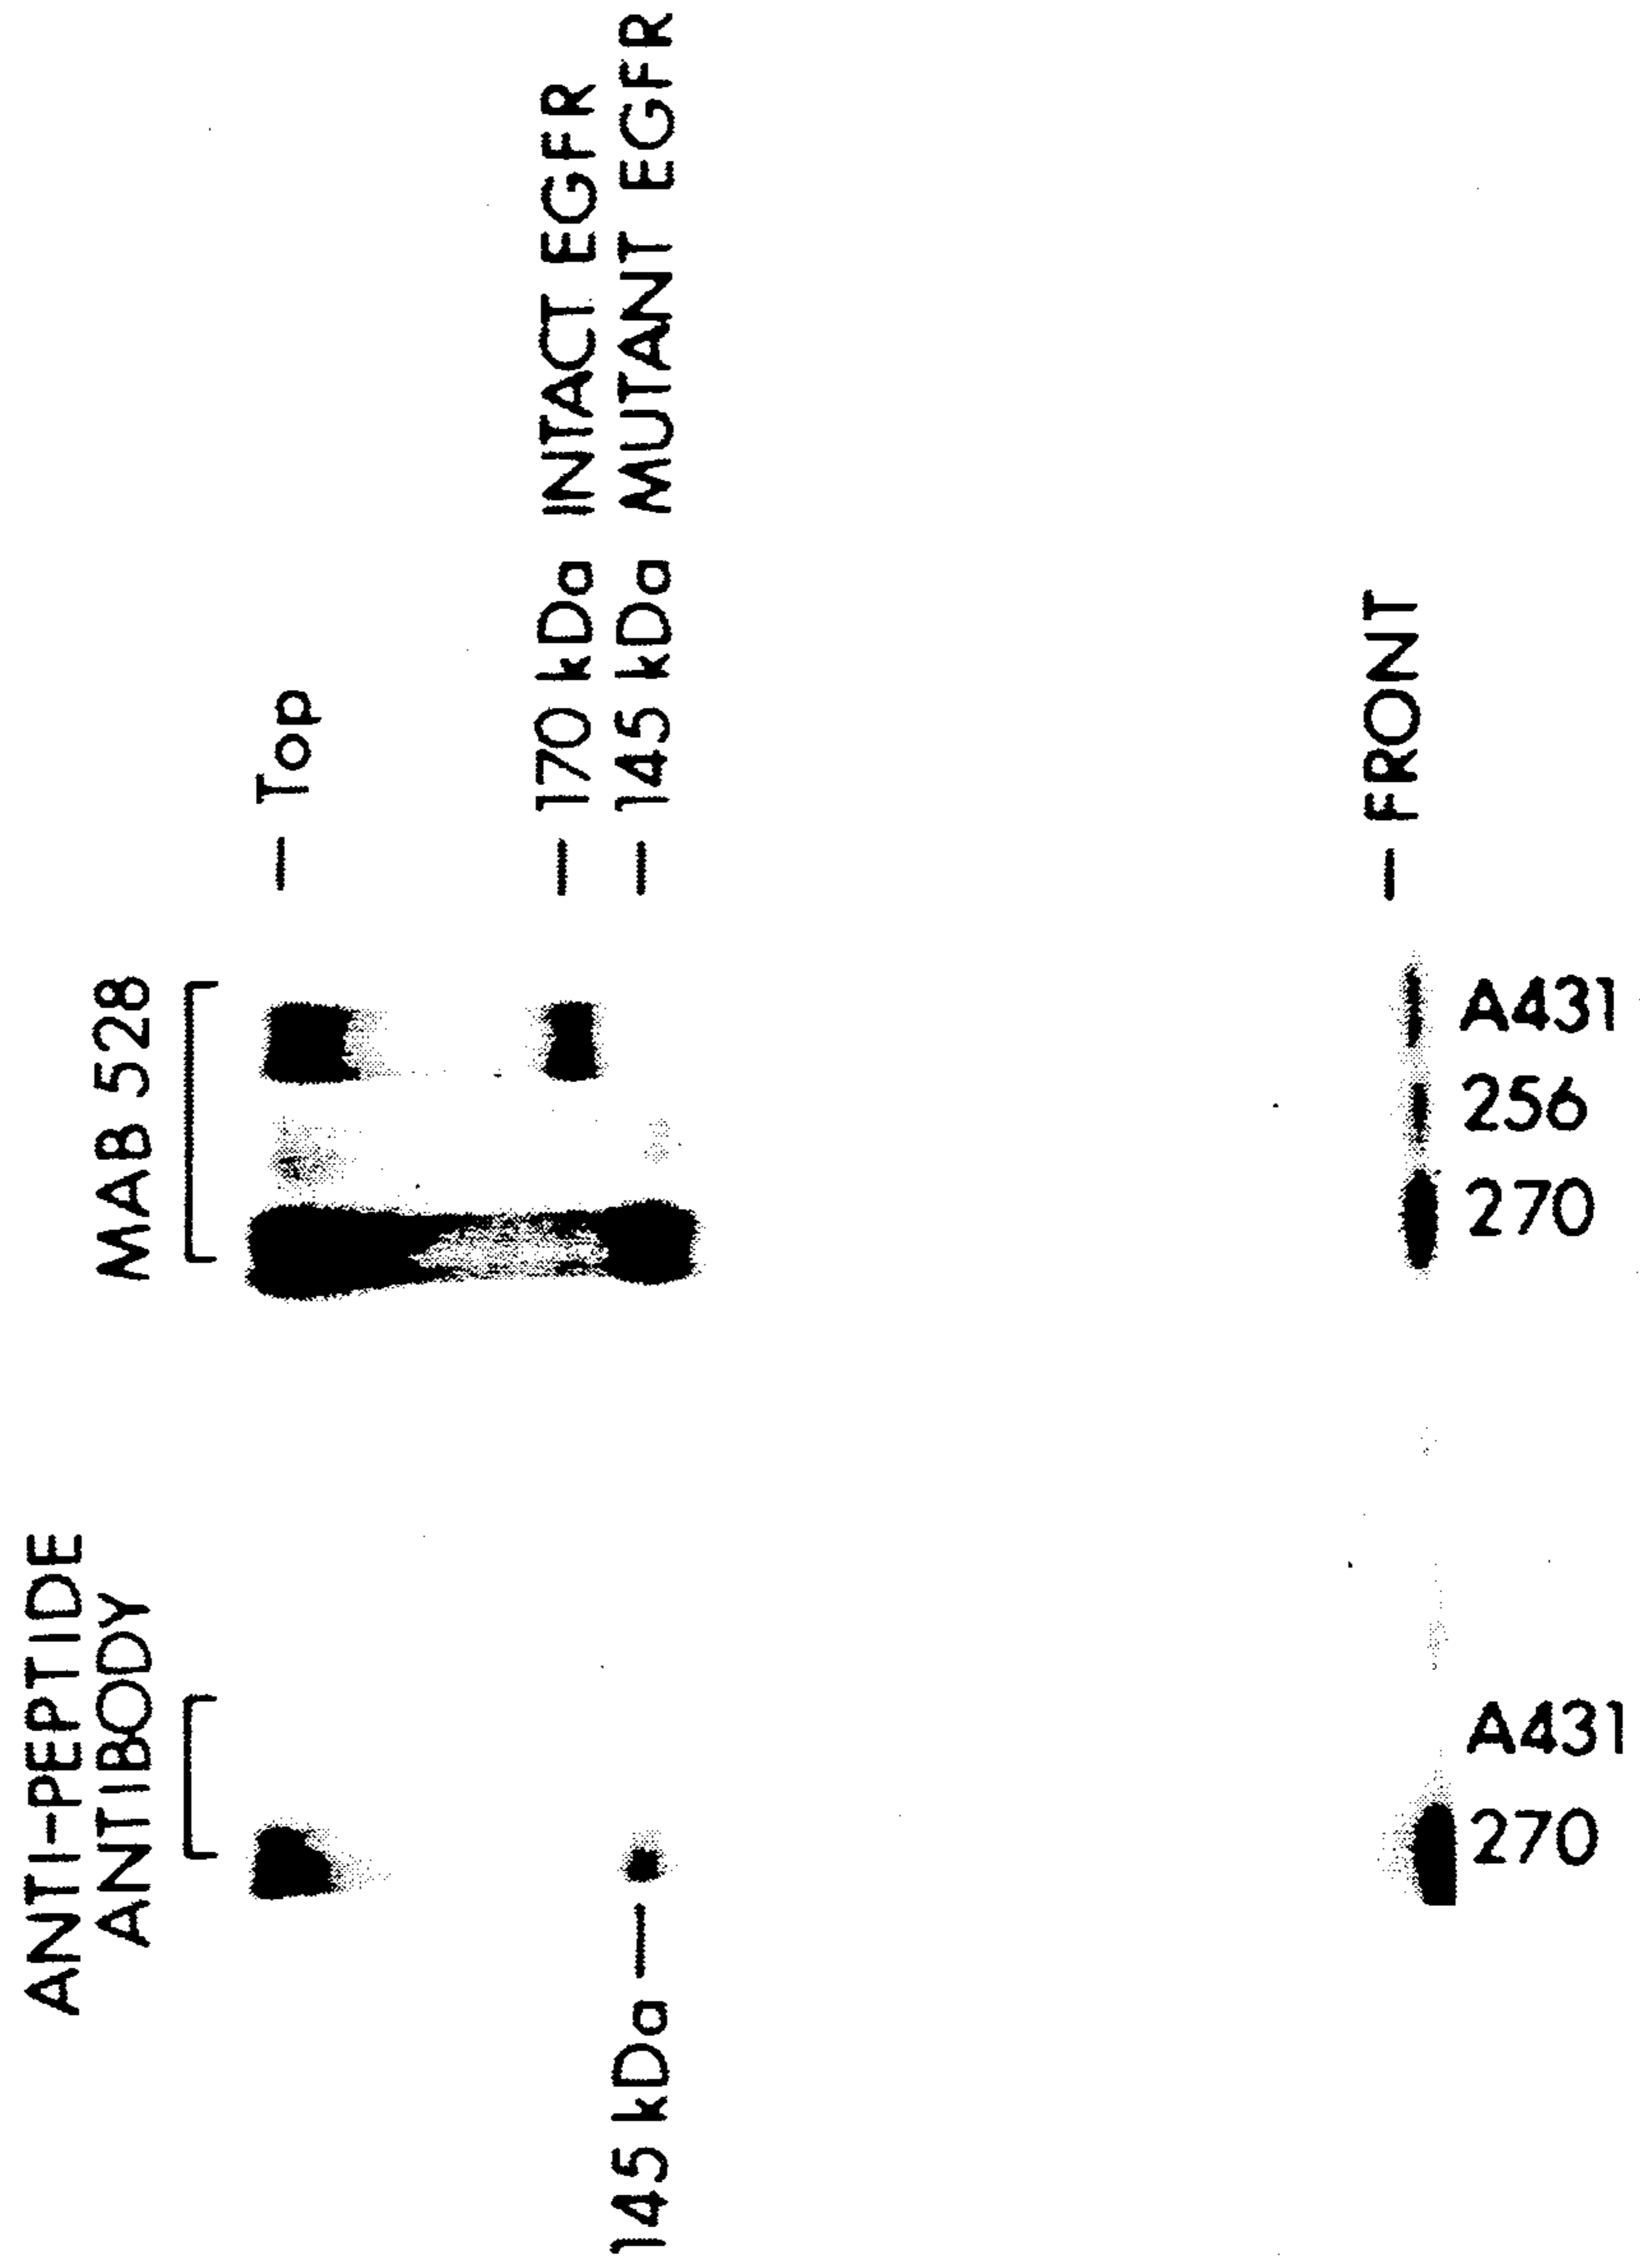 ANTI-PEPTIDE
ANTIBODY
MAB 528
— Top
— 170 kDa INTACT EGFR
145 kDa —
— 145 kDa MUTANT EGFR
— FRONT
270
A431
270
256
A431